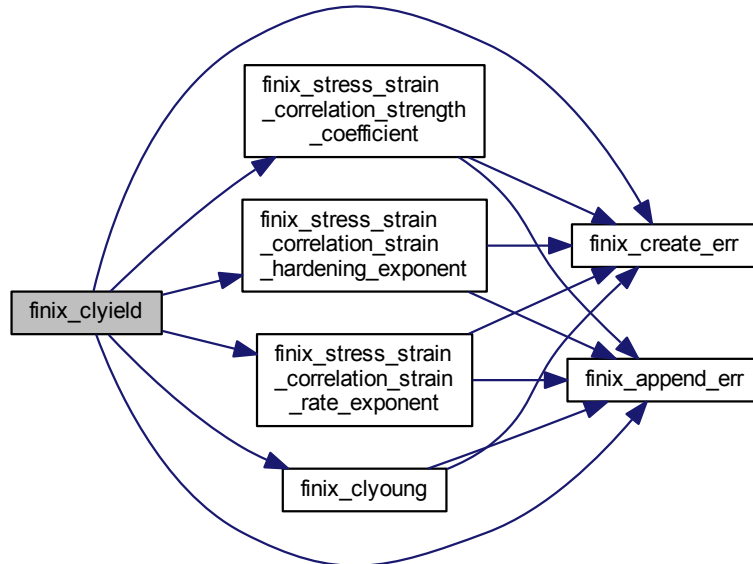 finix_clyield
finix_stress_strain
_correlation_strength
_coefficient
finix_stress_strain
_correlation_strain
_hardening_exponent
finix_stress_strain
_correlation_strain
_rate_exponent
finix_clyoung
finix_create_err
finix_append_err